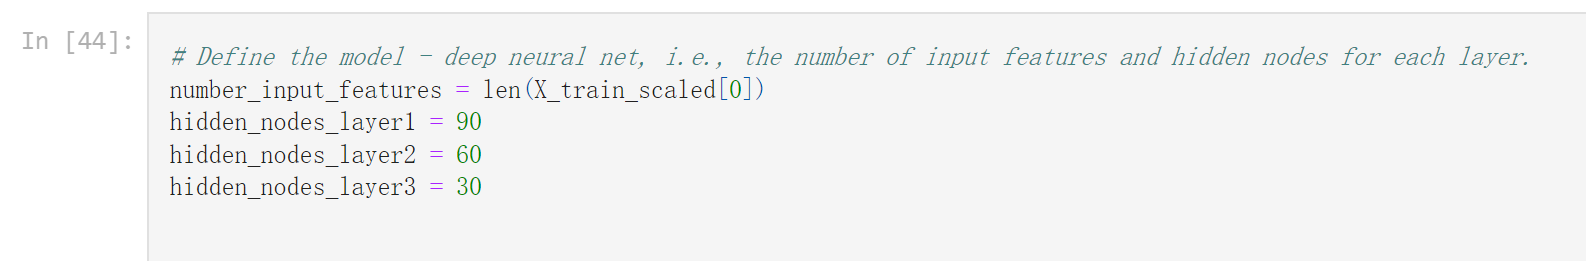 In [44]:
# Define the model - deep neural net, i.e., the number of input features and hidden nodes for each layer.
number_input_features = len(X_train_scaled[0])
hidden_nodes_layer1 = 90
hidden_nodes_layer2 = 60
hidden_nodes_layer3 = 30